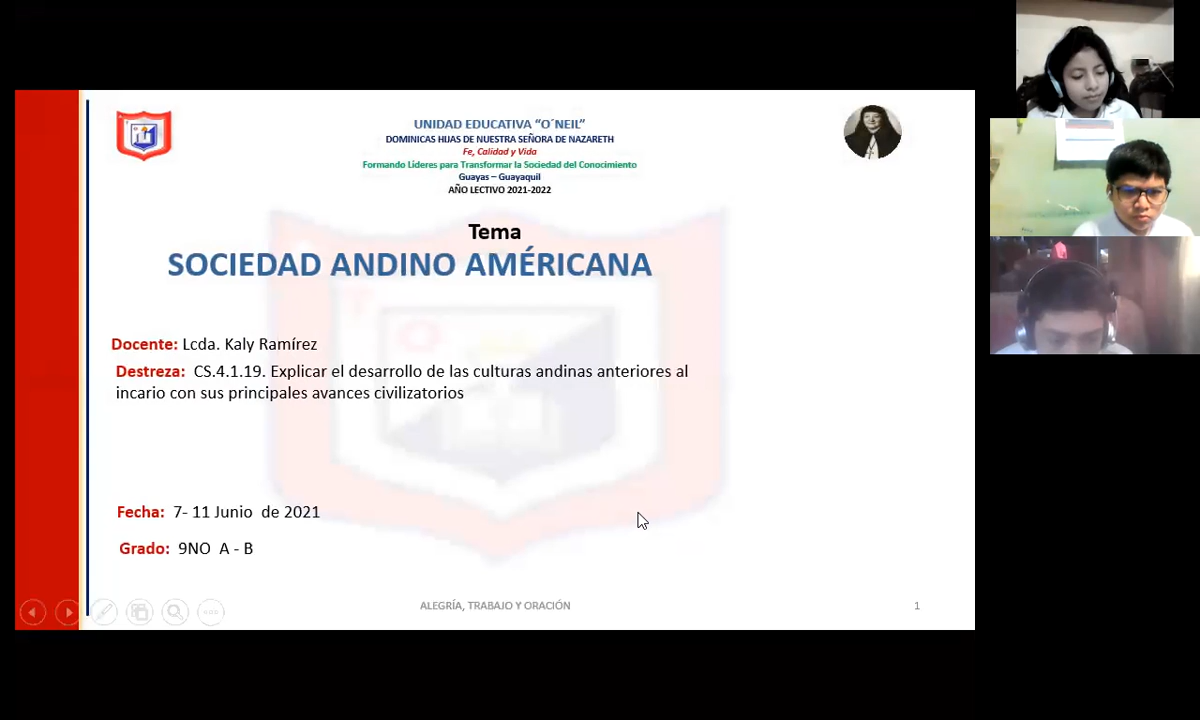 UNIDAD EDUCATIVA “O´NEIL”
DOMINICAS HIJAS DE NUESTRA SEÑORA DE NAZARETH
Fe, Calidad y Vida
Formando Líderes para Transformar la Sociedad del Conocimiento
Guayas – Guayaquil
AÑO LECTIVO 2021-2022
Tema
SOCIEDAD ANDINO AMÉRICANA
Docente: Lcda. Kaly Ramírez
Destreza: CS.4.1.19. Explicar el desarrollo de las culturas andinas anteriores al
incario con sus principales avances civilizatorios
Fecha: 7- 11 Junio de 2021
Grado: 9NO A - B
ALEGRÍA, TRABAJO Y ORACIÓN
1